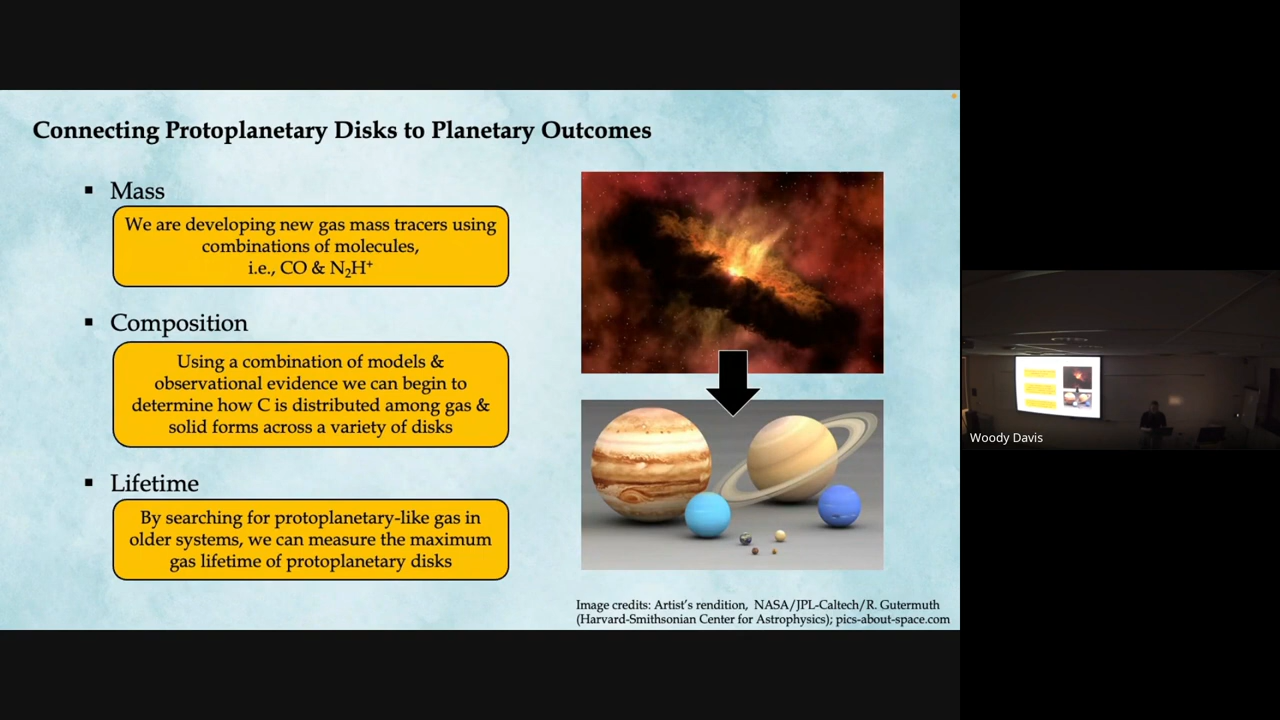 Connecting Protoplanetary Disks to Planetary Outcomes
▪ Mass
We are developing new gas mass tracers using
combinations of molecules,
i.e., CO & N₂H⁺
▪ Composition
Using a combination of models &
observational evidence we can begin to
determine how C is distributed among gas &
solid forms across a variety of disks
▪ Lifetime
By searching for protoplanetary-like gas in
older systems, we can measure the maximum
gas lifetime of protoplanetary disks
Image credits: Artist's rendition, NASA/JPL-Caltech/R. Gutermuth
(Harvard-Smithsonian Center for Astrophysics); pics-about-space.com
Woody Davis